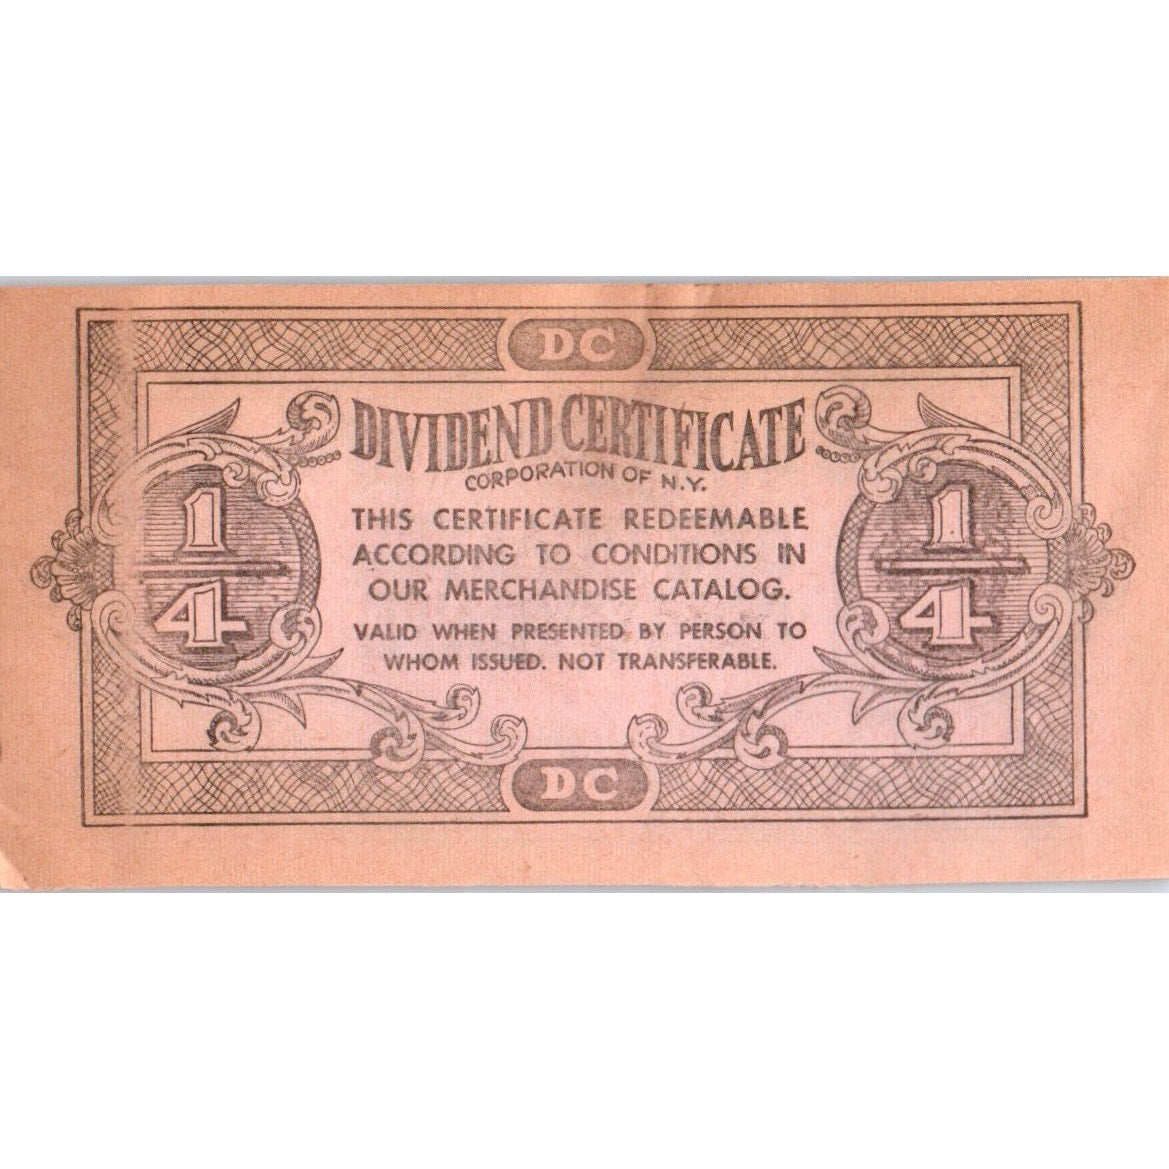 DC
DIVIDEND CERTIFICATE
CORPORATION OF N.Y.
1/4
1/4
THIS CERTIFICATE REDEEMABLE
ACCORDING TO CONDITIONS IN
OUR MERCHANDISE CATALOG.
VALID WHEN PRESENTED BY PERSON TO
WHOM ISSUED. NOT TRANSFERABLE.
DC